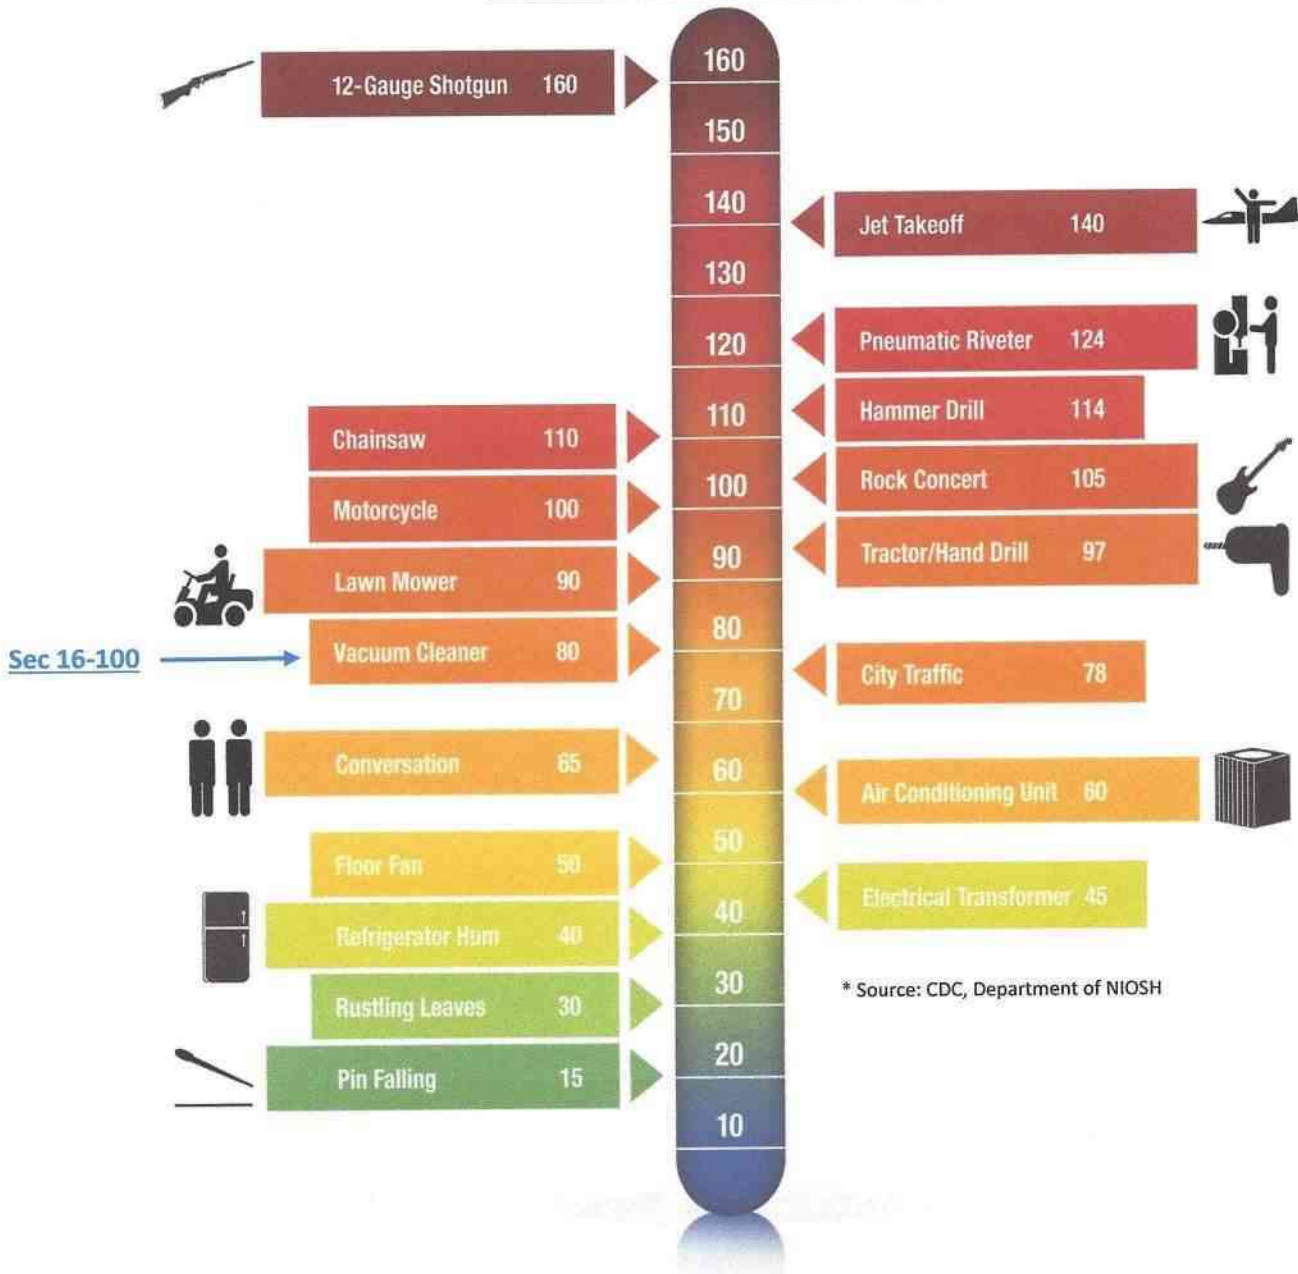 12-Gauge Shotgun 160
160
150
140
Jet Takeoff 140
130
120
Pneumatic Riveter 124
110
Hammer Drill 114
Chainsaw 110
100
Rock Concert 105
Motorcycle 100
90
Tractor/Hand Drill 97
Lawn Mower 90
80
Sec 16-100
Vacuum Cleaner 80
City Traffic 78
70
Conversation 65
60
Air Conditioning Unit 60
50
Floor Fan 50
Electrical Transformer 45
40
Refrigerator Hum 40
30
* Source: CDC, Department of NIOSH
Rustling Leaves 30
20
Pin Falling 15
10